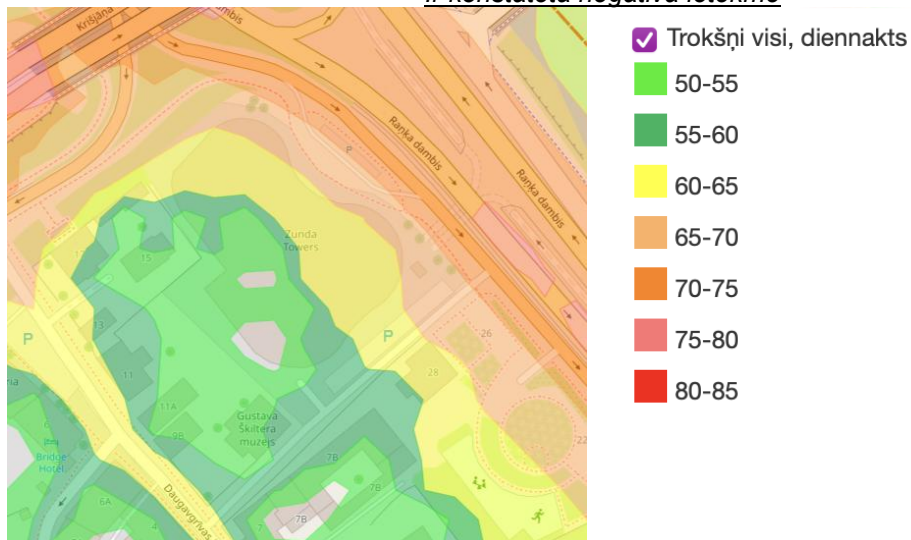 Trokšņi visi, diennakts
50-55
55-60
60-65
65-70
70-75
75-80
80-85
Krišjāna
dambis
Ranka dambis
Ranka dambis
Zunda
Towers
15
P
13
P
26
11
28
11A
Gustava
Šķiltera
muzejs
9B
22
Bridge
Hotel
7B
7B
6A
7B
Daugavgrīvas